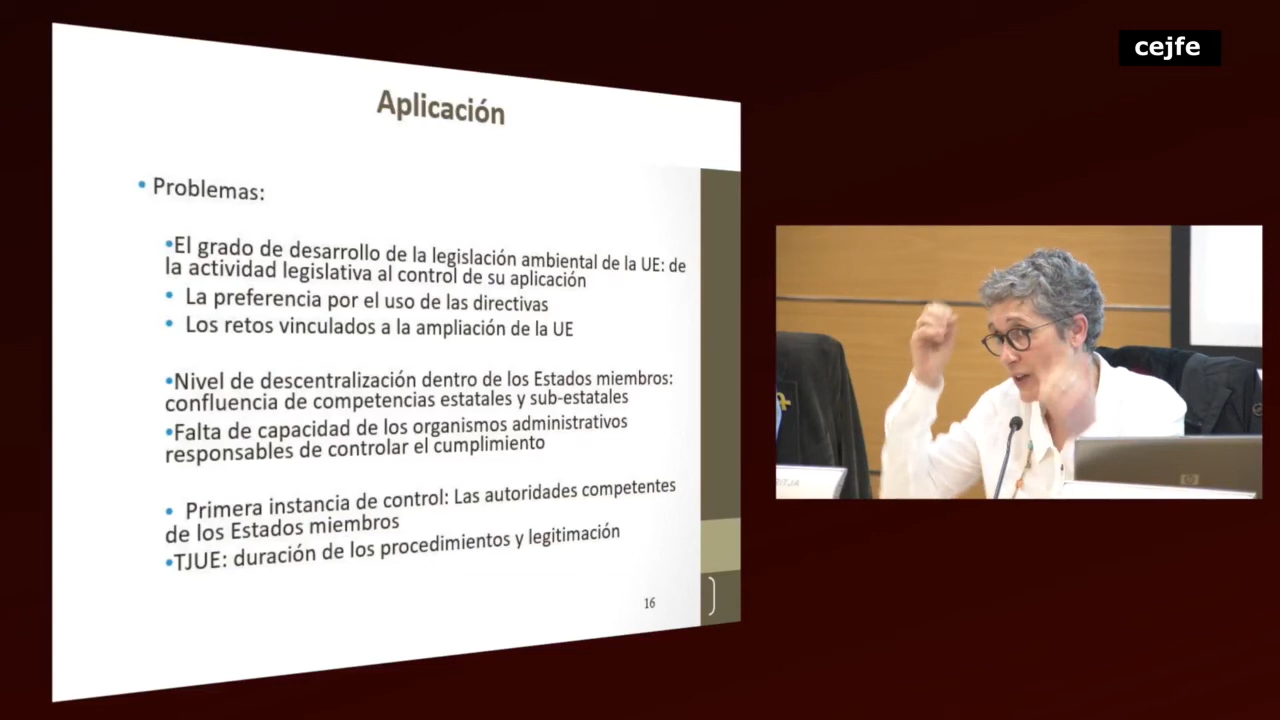 cejfe
Aplicación
• Problemas:
•El grado de desarrollo de la legislación ambiental de la UE: de
la actividad legislativa al control de su aplicación
• La preferencia por el uso de las directivas
• Los retos vinculados a la ampliación de la UE
•Nivel de descentralización dentro de los Estados miembros:
confluencia de competencias estatales y sub-estatales
•Falta de capacidad de los organismos administrativos
responsables de controlar el cumplimiento
• Primera instancia de control: Las autoridades competentes
de los Estados miembros
•TJUE: duración de los procedimientos y legitimación
16
hp